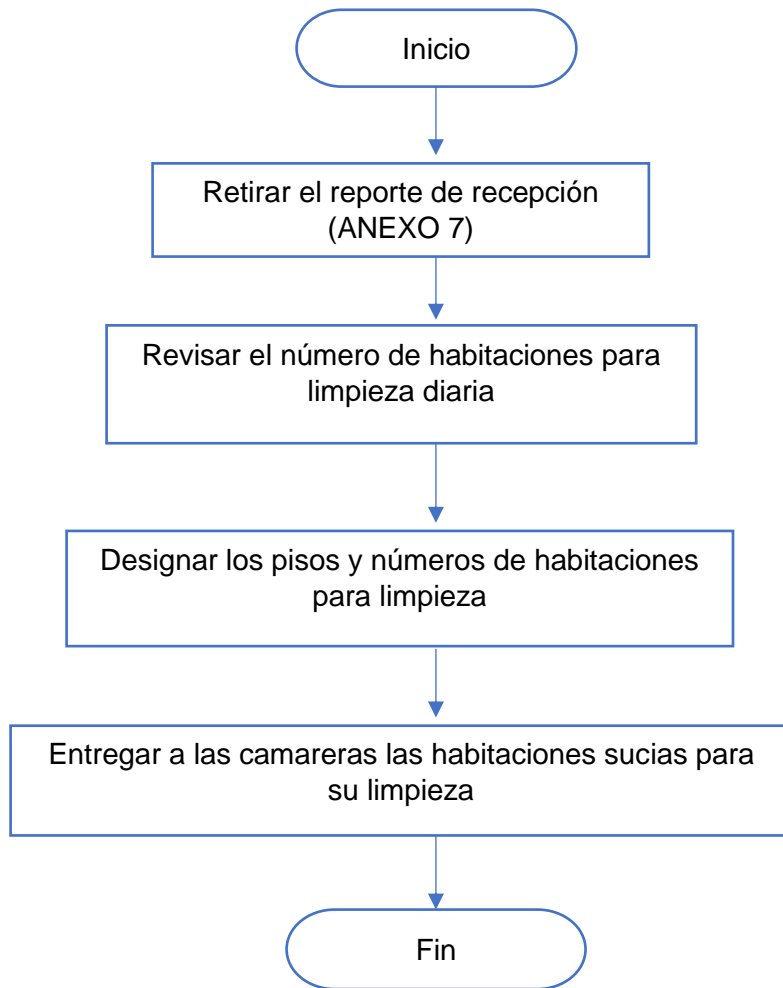 Inicio
Retirar el reporte de recepción
(ANEXO 7)
Revisar el número de habitaciones para
limpieza diaria
Designar los pisos y números de habitaciones
para limpieza
Entregar a las camareras las habitaciones sucias para
su limpieza
Fin